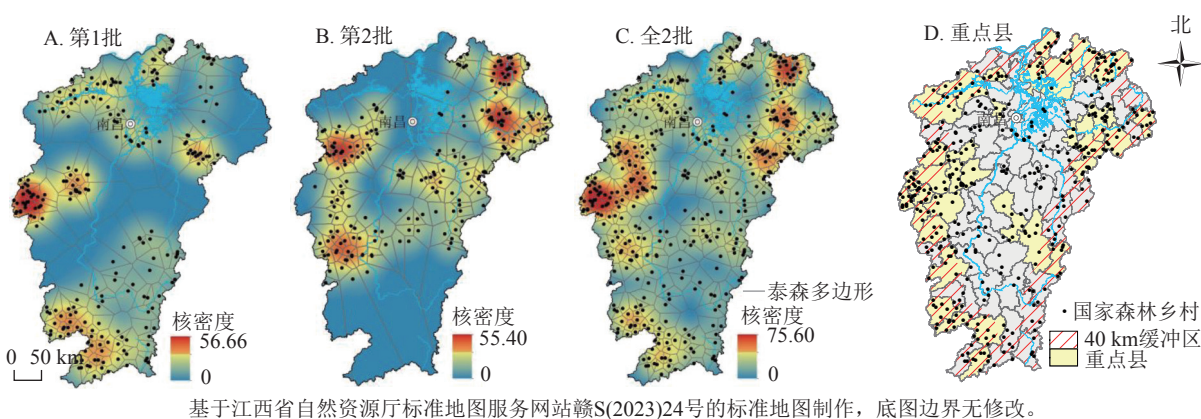 A. 第1批
B. 第2批
C. 全2批
D. 重点县
北
南昌
南昌
南昌
南昌
核密度
56.66
0
0 50 km
核密度
55.40
0
—泰森多边形
核密度
75.60
0
国家森林乡村
40 km缓冲区
重点县
基于江西省自然资源厅标准地图服务网站赣S(2023)24号的标准地图制作，底图边界无修改。